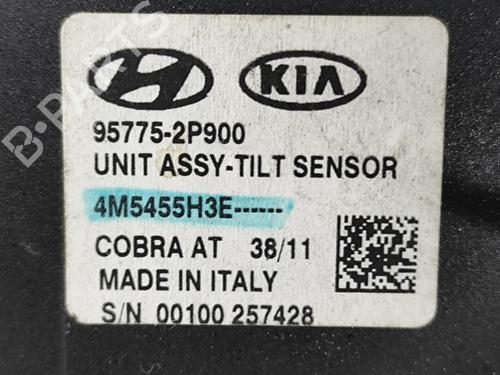 KIA
95775-2P900
UNIT ASSY-TILT SENSOR
4M5455H3E------
COBRA AT 38/11
MADE IN ITALY
S/N 00100 257428
B-PARTS